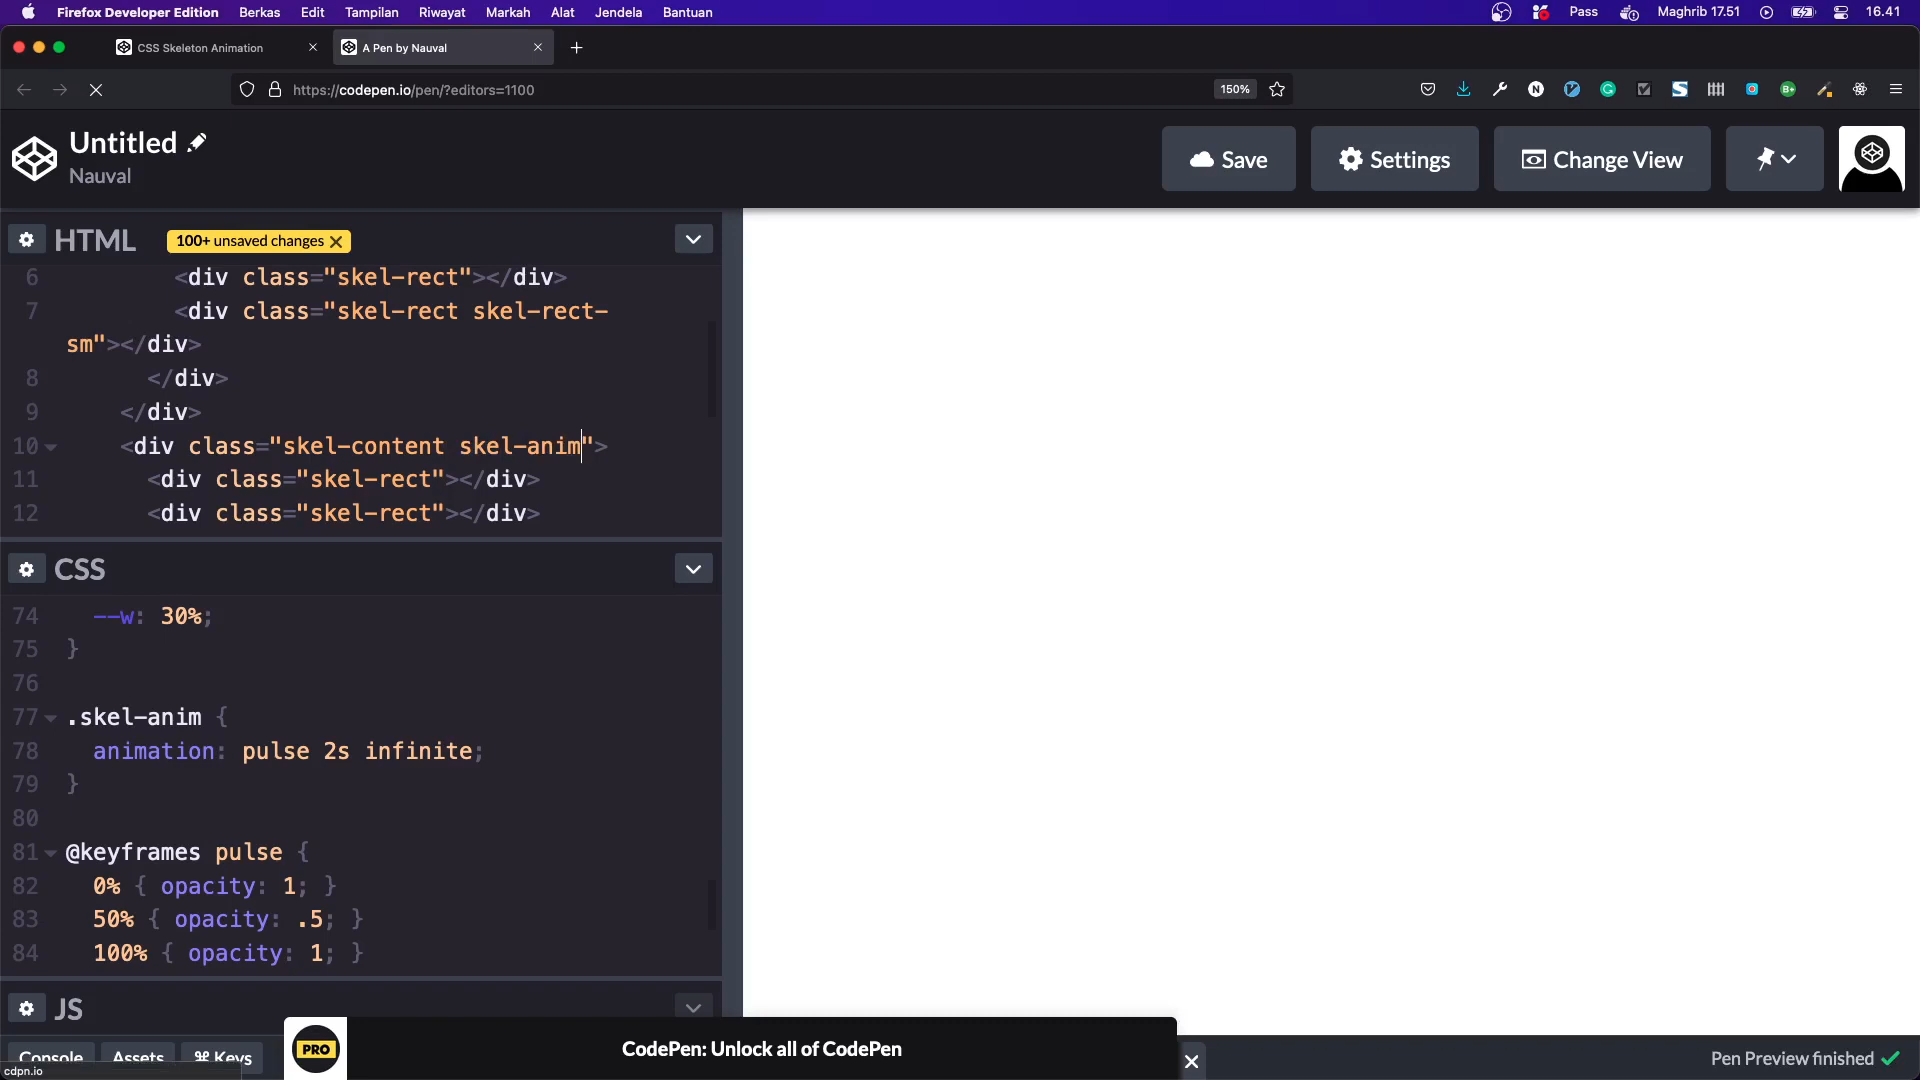 Firefox Developer Edition Berkas Edit Tampilan Riwayat Markah Alat Jendela Bantuan Pass Maghrib 17.51 16.41
CSS Skeleton Animation A Pen by Nauval
https://codepen.io/pen/?editors=1100 150%
Untitled
Nauval
Save Settings Change View
HTML 100+ unsaved changes
6 <div class="skel-rect"></div>
7 <div class="skel-rect skel-rect-
sm"></div>
8 </div>
9 </div>
10 <div class="skel-content skel-anim">
11 <div class="skel-rect"></div>
12 <div class="skel-rect"></div>
CSS
74 --w: 30%;
75 }
76
77 .skel-anim {
78 animation: pulse 2s infinite;
79 }
80
81 @keyframes pulse {
82 0% { opacity: 1; }
83 50% { opacity: .5; }
84 100% { opacity: 1; }
JS
Console Assets ⌘ Keys
PRO CodePen: Unlock all of CodePen
Pen Preview finished
cdpn.io